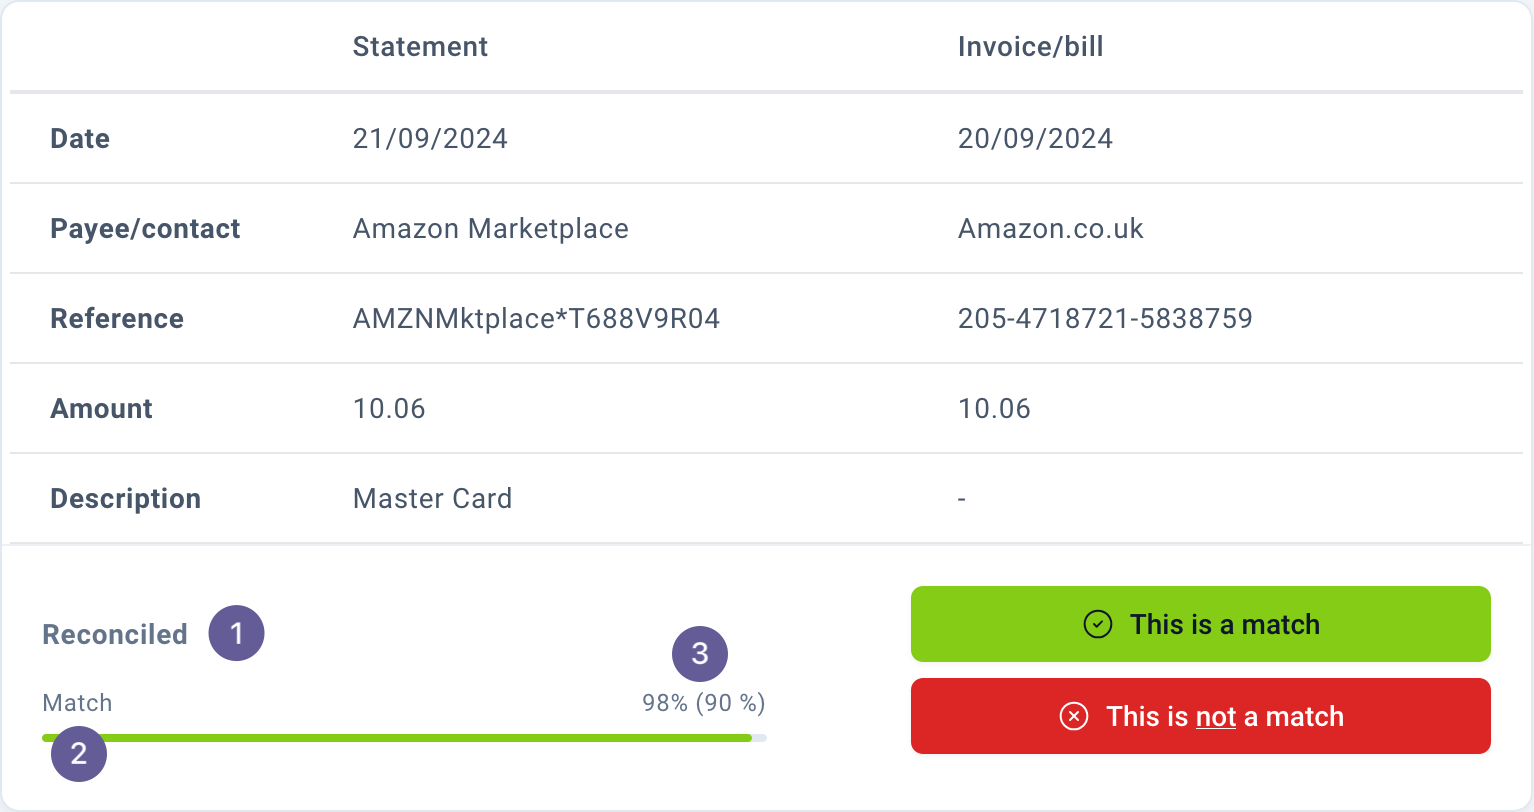 Statement Invoice/bill
Date 21/09/2024 20/09/2024
Payee/contact Amazon Marketplace Amazon.co.uk
Reference AMZNMktplace*T688V9R04 205-4718721-5838759
Amount 10.06 10.06
Description Master Card -
Reconciled 1
3
Match 98% (90 %)
2
This is a match
This is not a match